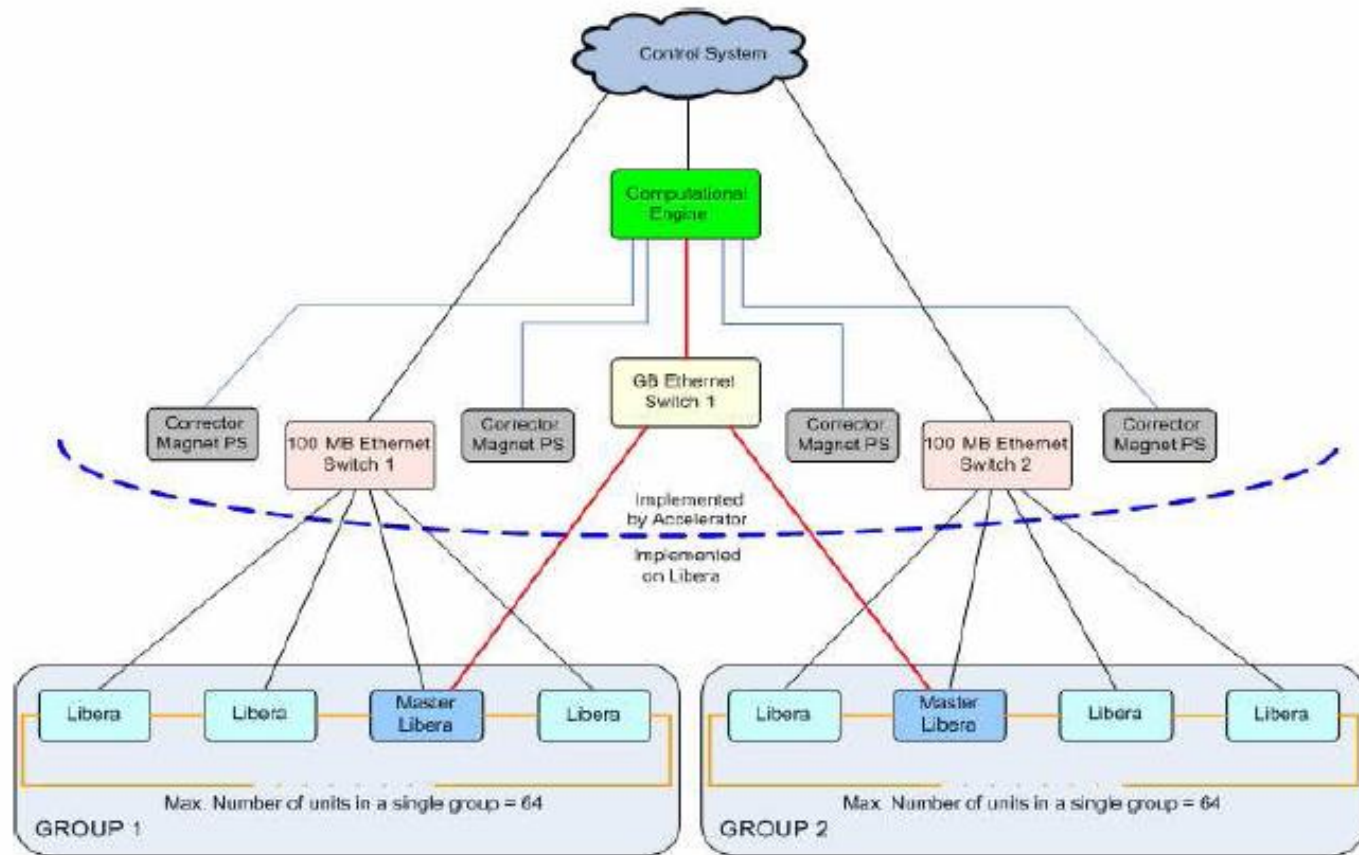 Control System
Computational
Engine
GB Ethernet
Switch 1
Corrector
Magnet PS
100 MB Ethernet
Switch 1
Corrector
Magnet PS
Corrector
Magnet PS
100 MB Ethernet
Switch 2
Corrector
Magnet PS
Implemented
by Accelerator
Implemented
on Libera
Libera
Libera
Master
Libera
Libera
Max. Number of units in a single group = 64
GROUP 1
Libera
Master
Libera
Libera
Libera
Max. Number of units in a single group = 64
GROUP 2